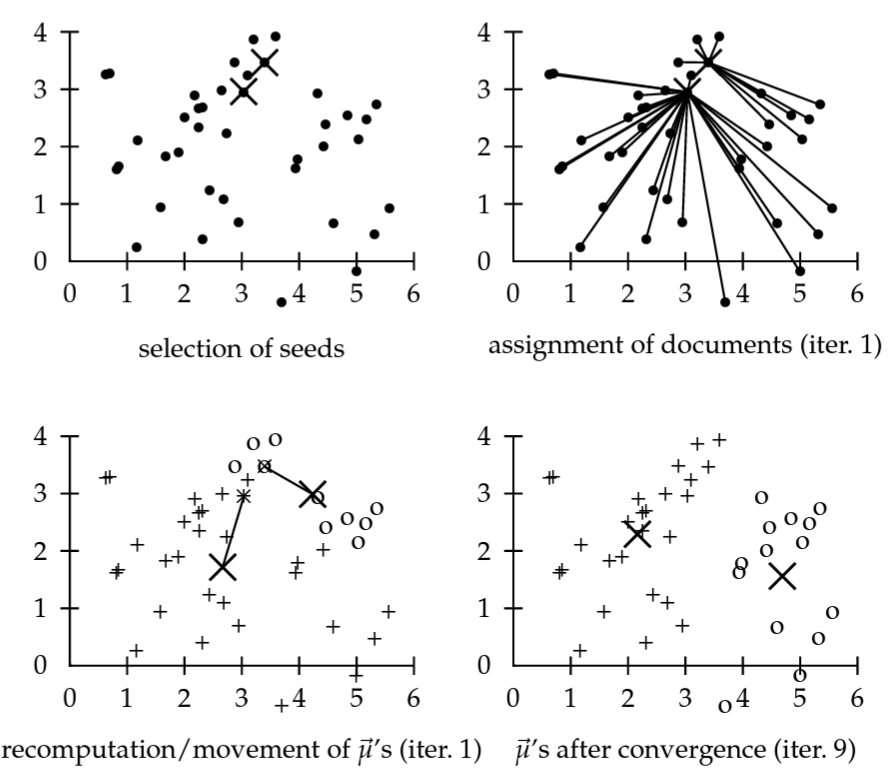 4
3
2
1
0
0 1 2 3 4 5 6
selection of seeds
4
3
2
1
0
0 1 2 3 4 5 6
assignment of documents (iter. 1)
4
3
2
1
0
0 1 2 3 4 5 6
recomputation/movement of μ⃗'s (iter. 1)
4
3
2
1
0
0 1 2 3 4 5 6
μ⃗'s after convergence (iter. 9)